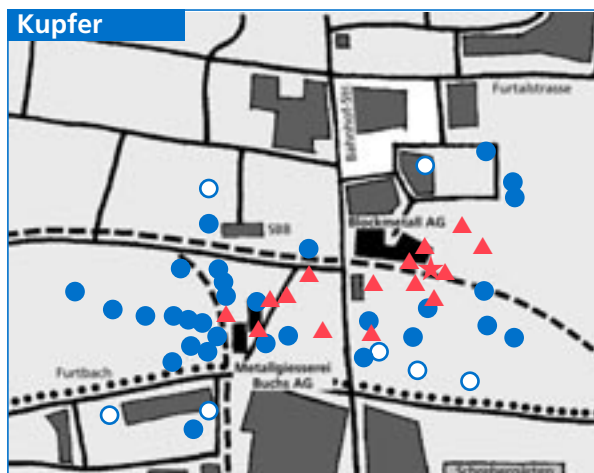 Kupfer
Furtalstrasse
Bahnhof-Str.
Blockmetall AG
SBB
Metallgiesserei
Buchs AG
Furtbach